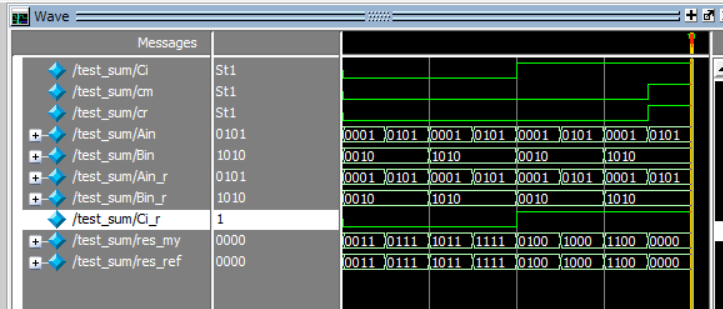 Wave
Messages
/test_sum/Ci St1
/test_sum/cm St1
/test_sum/cr St1
/test_sum/Ain 0101 0001 0101 0001 0101 0001 0101 0001 0101
/test_sum/Bin 1010 0010 1010 0010 1010
/test_sum/Ain_r 0101 0001 0101 0001 0101 0001 0101 0001 0101
/test_sum/Bin_r 1010 0010 1010 0010 1010
/test_sum/Ci_r 1
/test_sum/res_my 0000 0011 0111 1011 1111 0100 1000 1100 0000
/test_sum/res_ref 0000 0011 0111 1011 1111 0100 1000 1100 0000